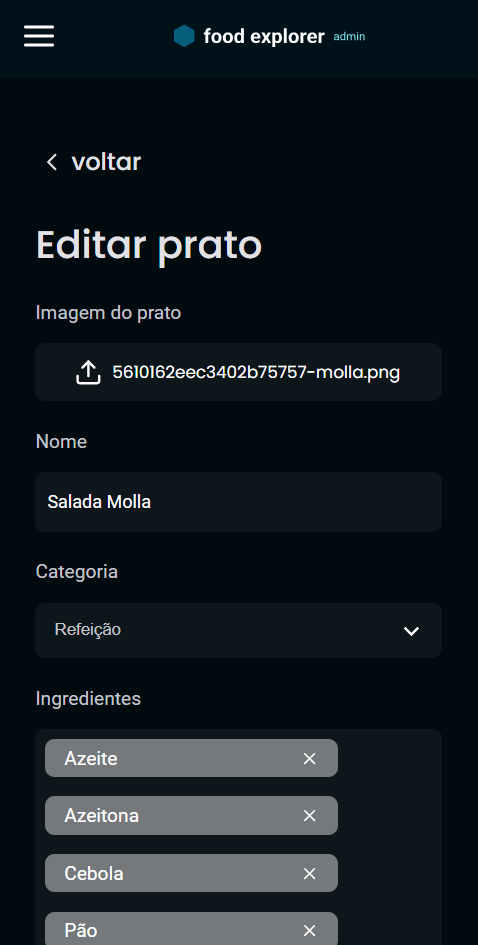 food explorer admin
voltar
Editar prato
Imagem do prato
5610162eec3402b75757-molla.png
Nome
Salada Molla
Categoria
Refeição
Ingredientes
Azeite
Azeitona
Cebola
Pão